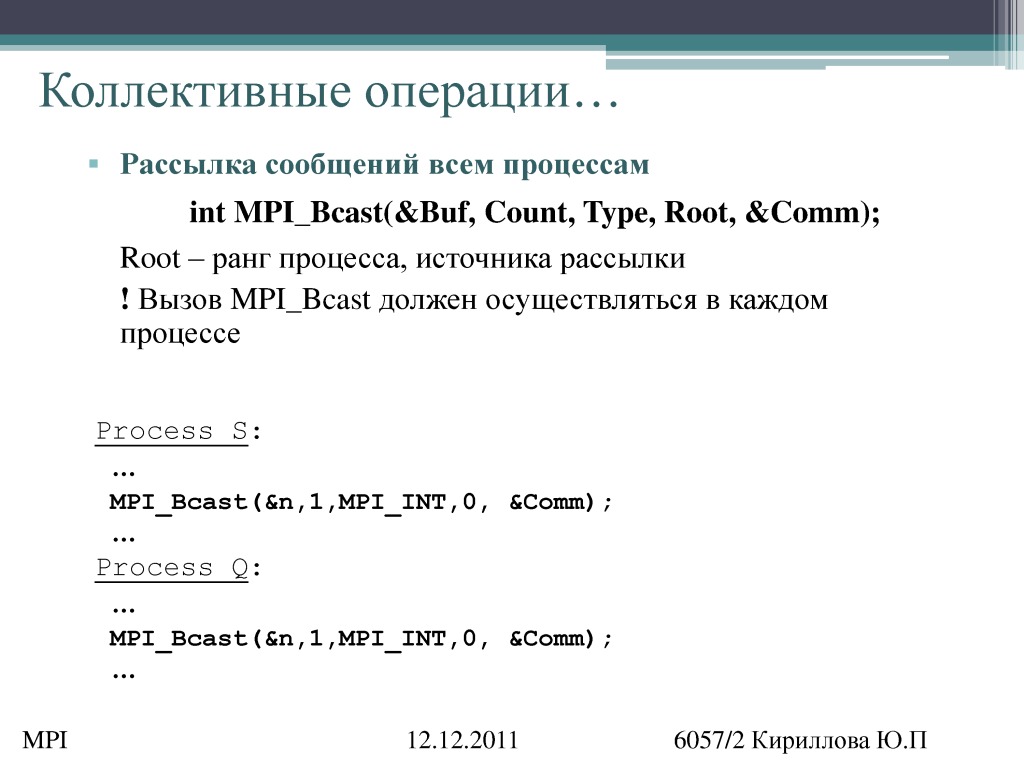 Коллективные операции…
▪ Рассылка сообщений всем процессам
int MPI_Bcast(&Buf, Count, Type, Root, &Comm);
Root – ранг процесса, источника рассылки
! Вызов MPI_Bcast должен осуществляться в каждом
процессе
Process S:
…
MPI_Bcast(&n,1,MPI_INT,0, &Comm);
…
Process Q:
…
MPI_Bcast(&n,1,MPI_INT,0, &Comm);
…
MPI 12.12.2011 6057/2 Кириллова Ю.П